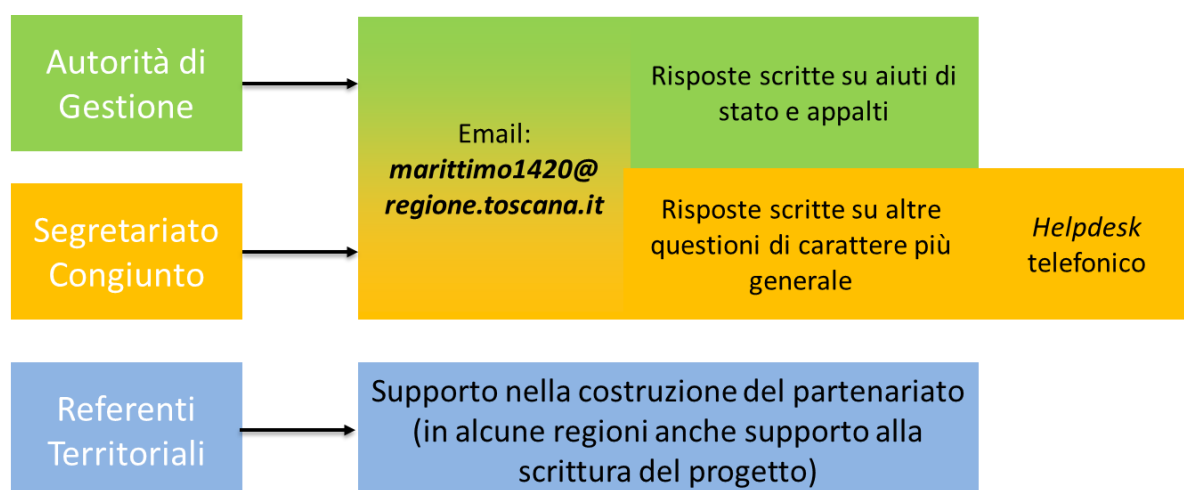 Autorità di
Gestione
Email:
marittimo1420@
regione.toscana.it
Risposte scritte su aiuti di
stato e appalti
Segretariato
Congiunto
Risposte scritte su altre
questioni di carattere più
generale
Helpdesk
telefonico
Referenti
Territoriali
Supporto nella costruzione del partenariato
(in alcune regioni anche supporto alla
scrittura del progetto)